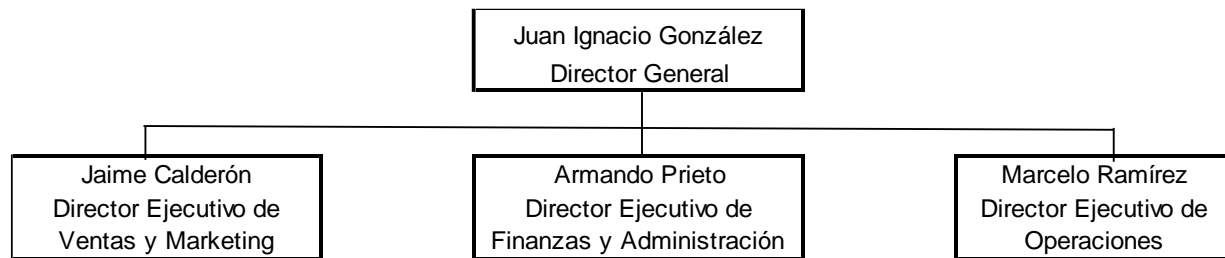 Juan Ignacio González
Director General
Jaime Calderón
Director Ejecutivo de
Ventas y Marketing
Armando Prieto
Director Ejecutivo de
Finanzas y Administración
Marcelo Ramírez
Director Ejecutivo de
Operaciones